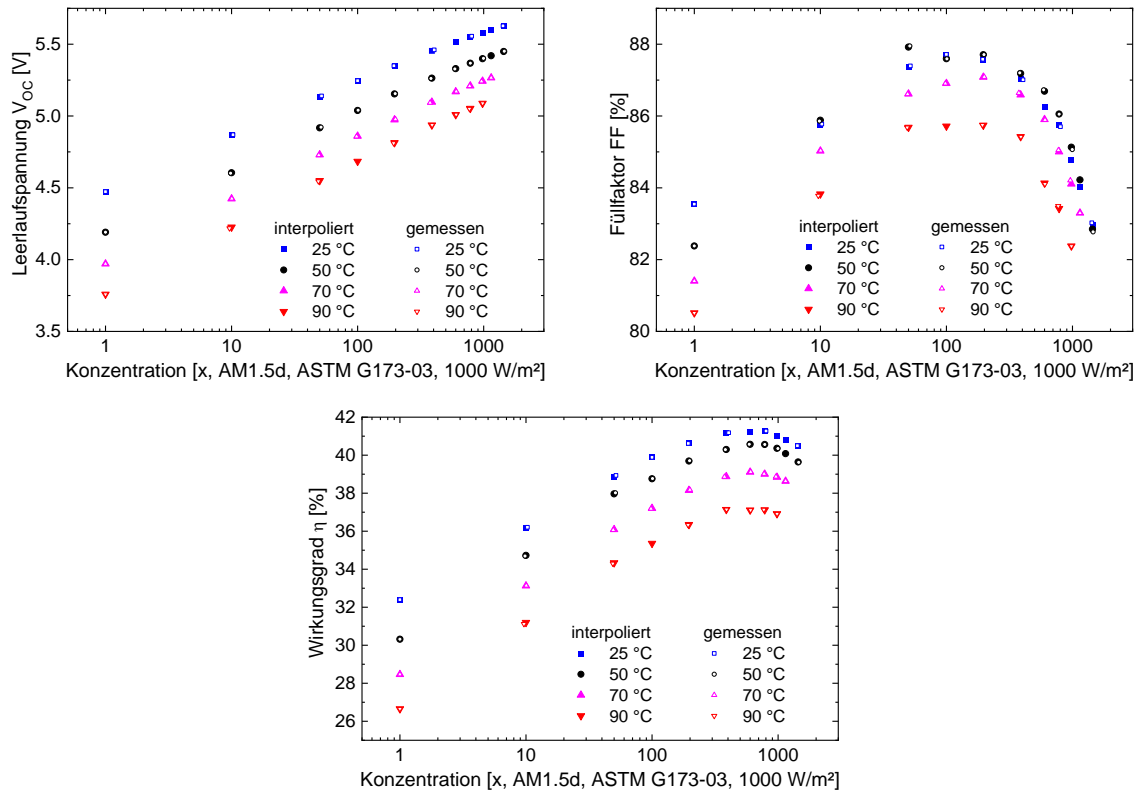 Leerlaufspannung V_OC [V]
5.5
5.0
4.5
4.0
3.5
interpoliert gemessen
25 °C 25 °C
50 °C 50 °C
70 °C 70 °C
90 °C 90 °C
1 10 100 1000
Konzentration [x, AM1.5d, ASTM G173-03, 1000 W/m²]
Füllfaktor FF [%]
88
86
84
82
80
interpoliert gemessen
25 °C 25 °C
50 °C 50 °C
70 °C 70 °C
90 °C 90 °C
1 10 100 1000
Konzentration [x, AM1.5d, ASTM G173-03, 1000 W/m²]
Wirkungsgrad η [%]
42
40
38
36
34
32
30
28
26
interpoliert gemessen
25 °C 25 °C
50 °C 50 °C
70 °C 70 °C
90 °C 90 °C
1 10 100 1000
Konzentration [x, AM1.5d, ASTM G173-03, 1000 W/m²]